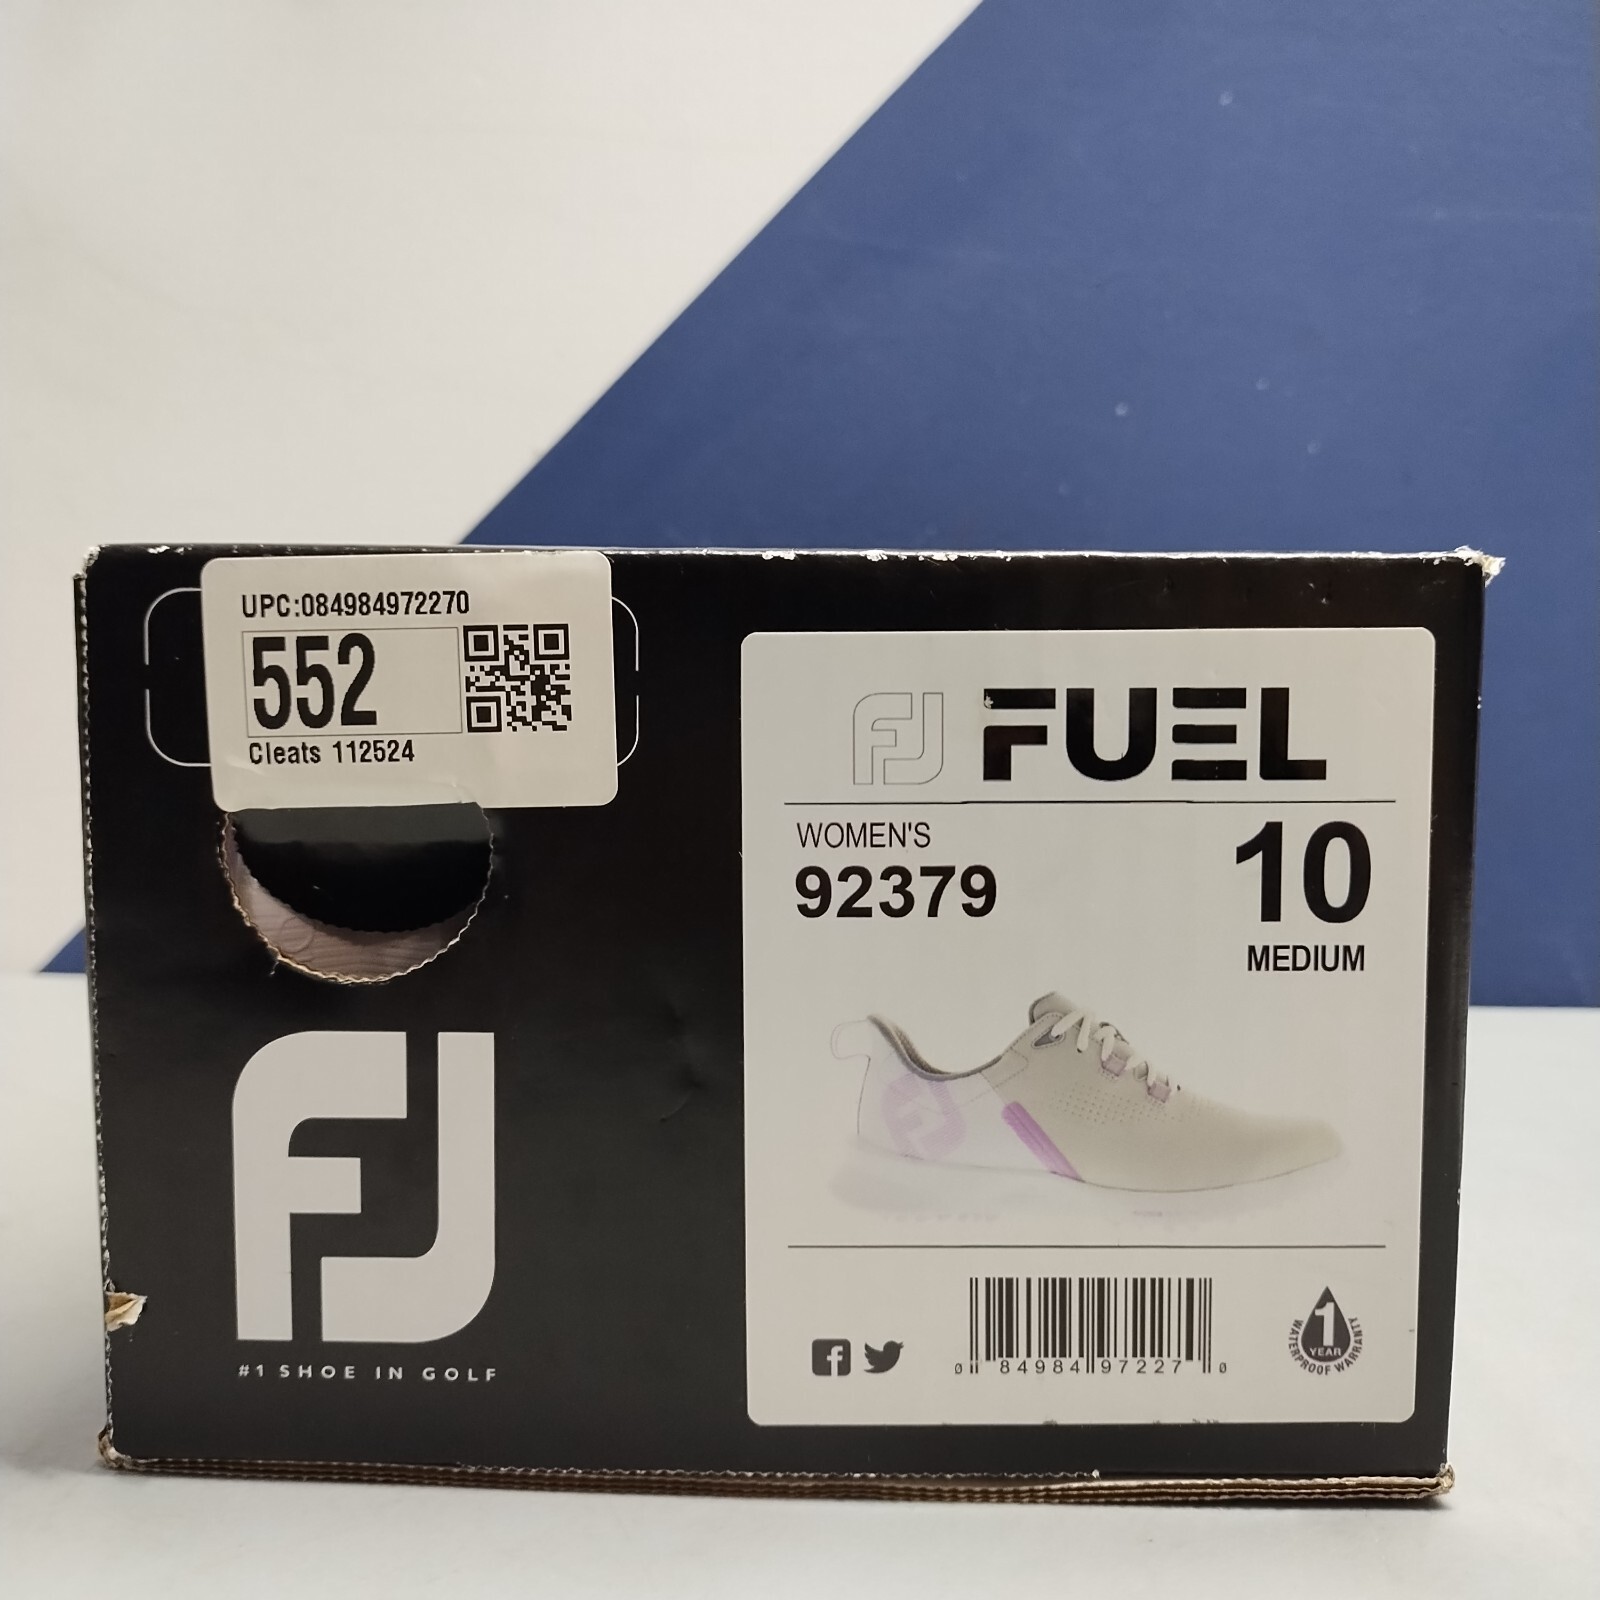 UPC:084984972270
552
Cleats 112524
FJ
#1 SHOE IN GOLF
FJ FUEL
WOMEN'S
92379
10
MEDIUM
FJ
0 84984 97227 0
1
YEAR
WATERPROOF WARRANTY